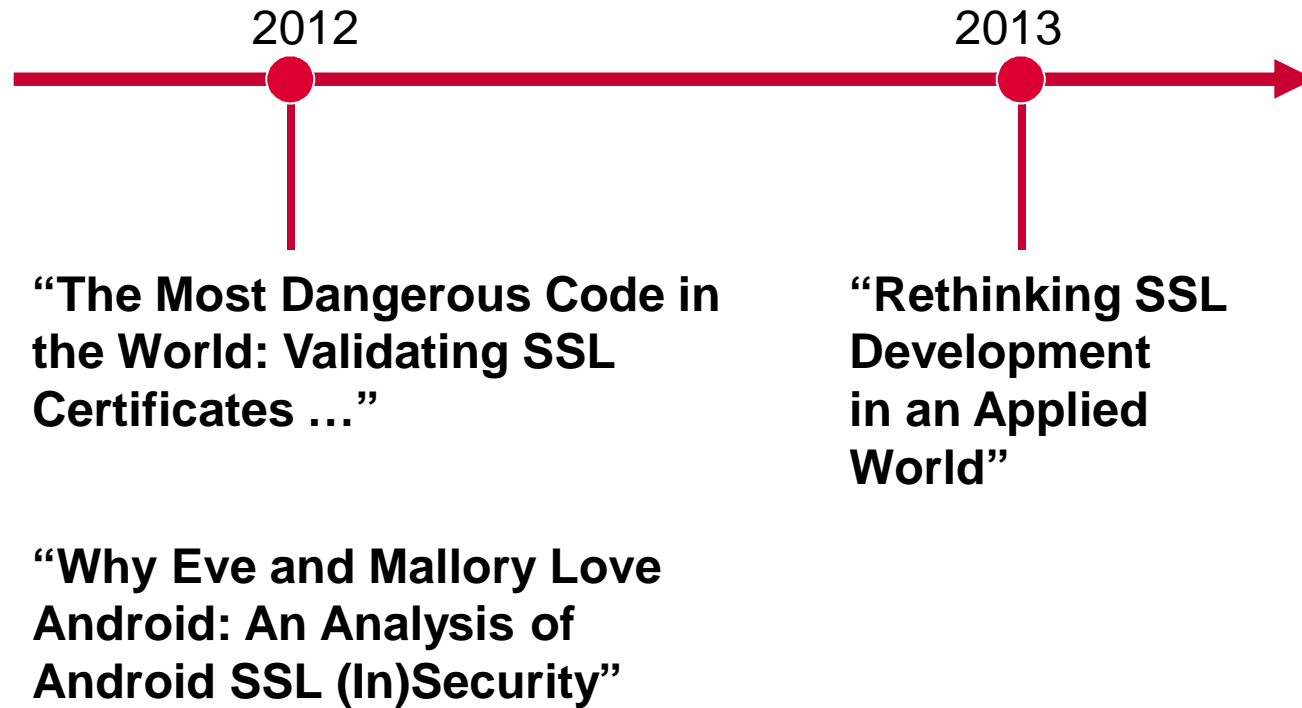 2012
2013
“The Most Dangerous Code in
the World: Validating SSL
Certificates …”
“Why Eve and Mallory Love
Android: An Analysis of
Android SSL (In)Security”
“Rethinking SSL
Development
in an Applied
World”